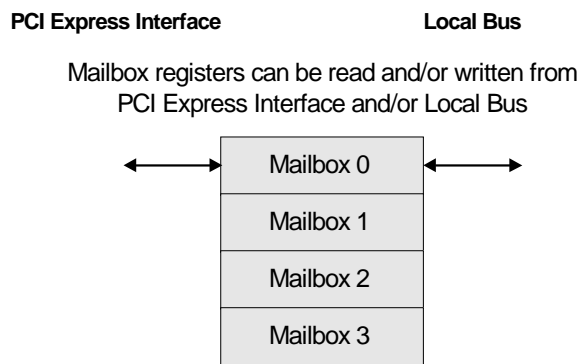 PCI Express Interface Local Bus
Mailbox registers can be read and/or written from
PCI Express Interface and/or Local Bus
Mailbox 0
Mailbox 1
Mailbox 2
Mailbox 3